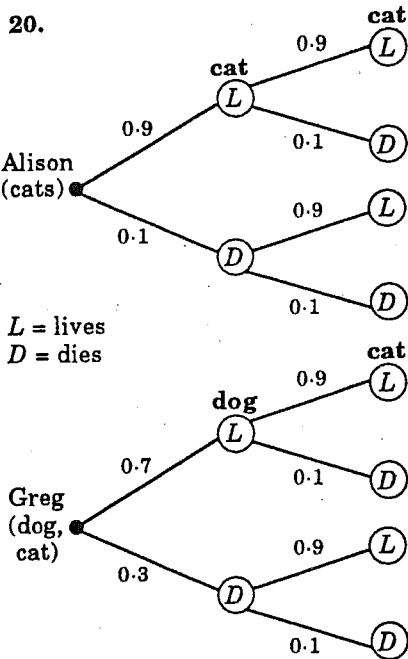 20.
cat
0·9
L
cat
L
0·9
0·1
D
Alison
(cats)
0·9
L
0·1
D
0·1
D
L = lives
D = dies
cat
0·9
L
dog
L
0·7
0·1
D
Greg
(dog,
cat)
0·9
L
0·3
D
0·1
D